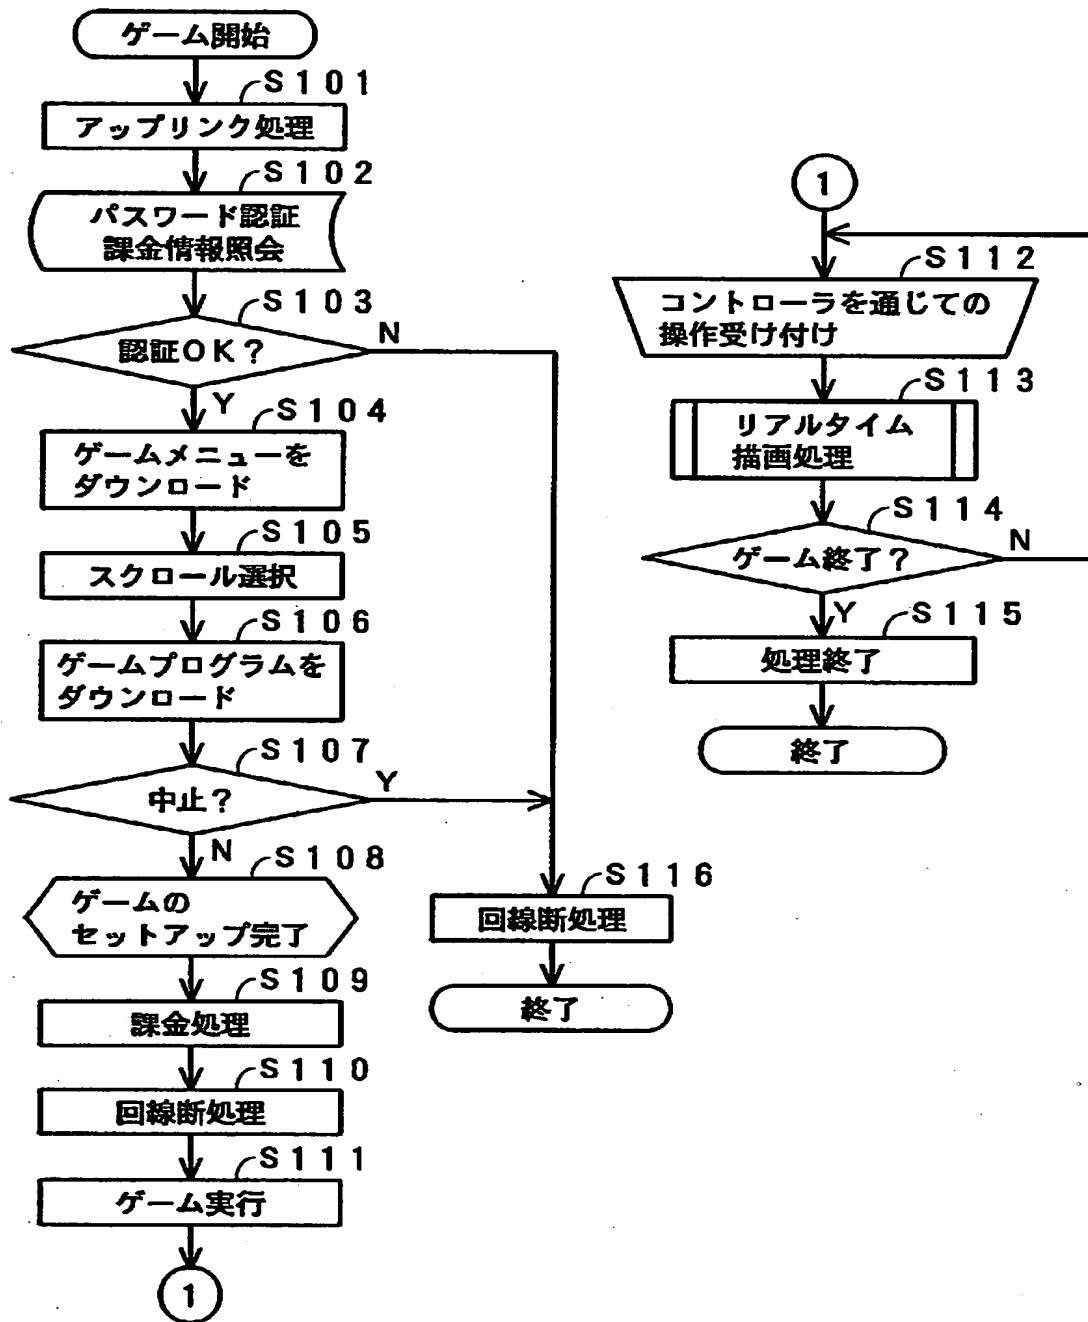 ゲーム開始
S101
アップリンク処理
S102
パスワード認証
課金情報照会
S103
認証OK?
N
Y
S104
ゲームメニューを
ダウンロード
S105
スクロール選択
S106
ゲームプログラムを
ダウンロード
S107
中止?
Y
N
S108
ゲームの
セットアップ完了
S109
課金処理
S110
回線断処理
S111
ゲーム実行
1
S116
回線断処理
終了
1
S112
コントローラを通じての
操作受け付け
S113
リアルタイム
描画処理
S114
ゲーム終了?
N
Y
S115
処理終了
終了